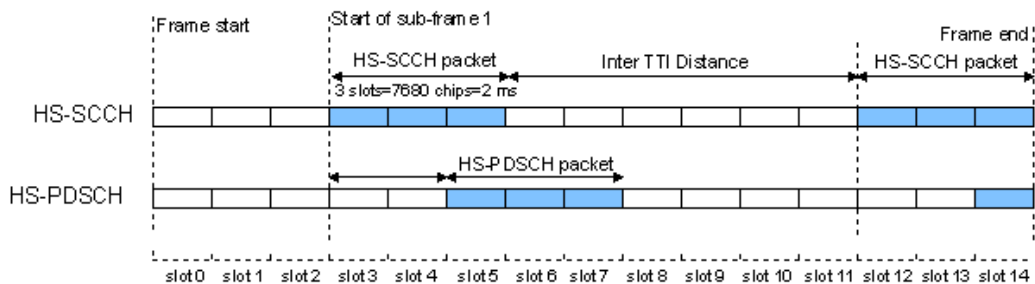 Frame start
Start of sub-frame 1
Frame end
HS-SCCH packet
Inter TTI Distance
HS-SCCH packet
3 slots=7680 chips=2 ms
HS-SCCH
HS-PDSCH packet
HS-PDSCH
slot 0 slot 1 slot 2 slot 3 slot 4 slot 5 slot 6 slot 7 slot 8 slot 9 slot 10 slot 11 slot 12 slot 13 slot 14